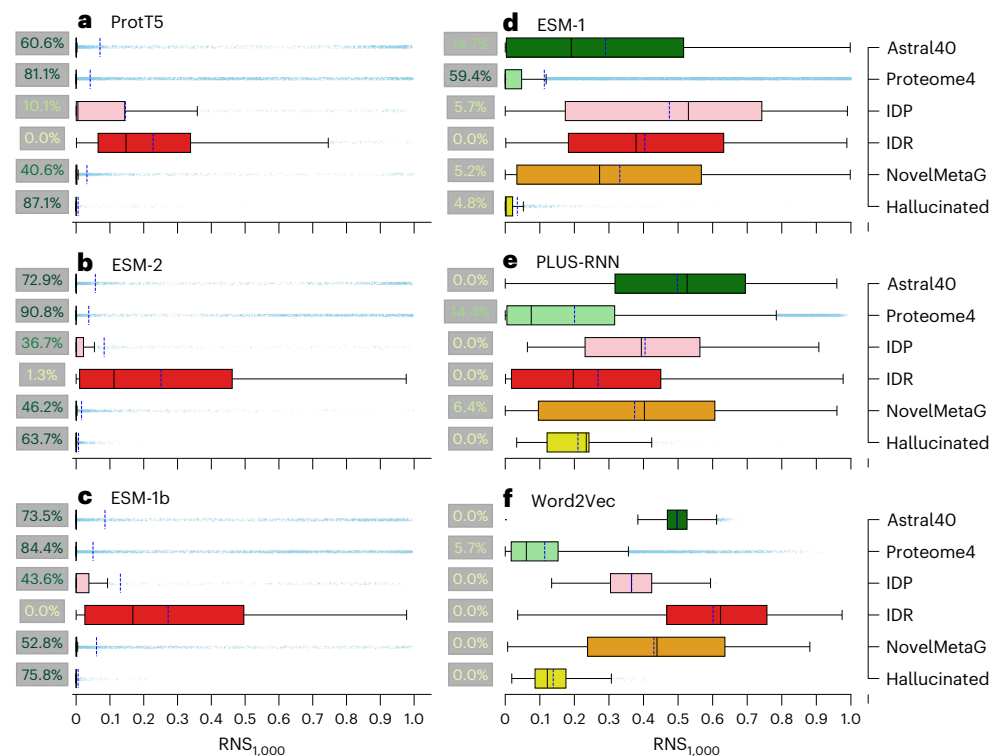 a ProtT5
60.6%
81.1%
10.1%
0.0%
40.6%
87.1%
b ESM-2
72.9%
90.8%
36.7%
1.3%
46.2%
63.7%
c ESM-1b
73.5%
84.4%
43.6%
0.0%
52.8%
75.8%
0 0.1 0.2 0.3 0.4 0.5 0.6 0.7 0.8 0.9 1.0
RNS1,000
d ESM-1
59.4% Proteome4
5.7% IDP
0.0% IDR
5.2% NovelMetaG
4.8% Hallucinated
Astral40
e PLUS-RNN
0.0% Astral40
14.4% Proteome4
0.0% IDP
0.0% IDR
6.4% NovelMetaG
0.0% Hallucinated
f Word2Vec
0.0% Astral40
5.7% Proteome4
0.0% IDP
0.0% IDR
0.0% NovelMetaG
0.0% Hallucinated
0 0.1 0.2 0.3 0.4 0.5 0.6 0.7 0.8 0.9 1.0
RNS1,000